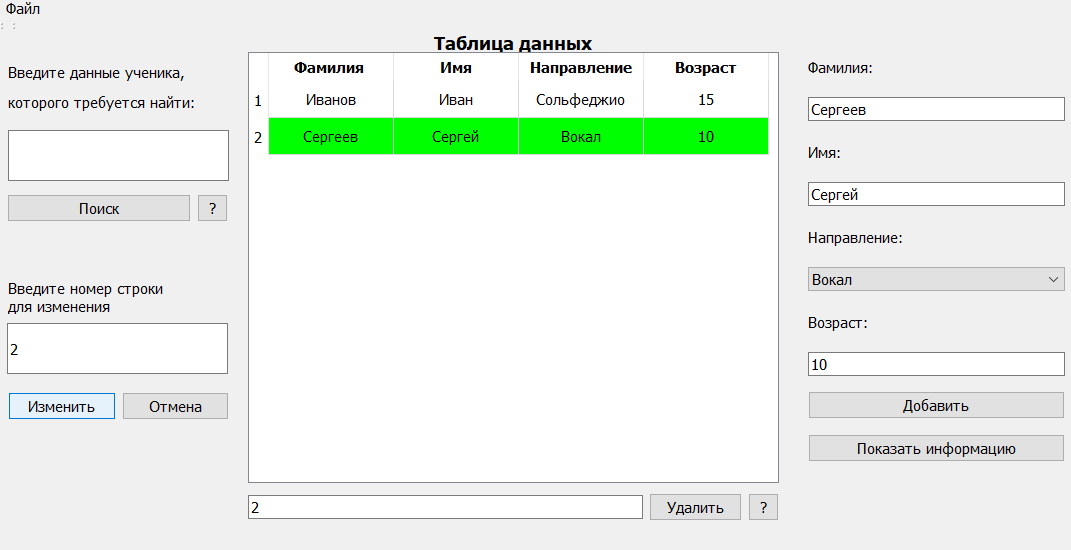 Файл
Введите данные ученика,
которого требуется найти:
Поиск
?
Введите номер строки
для изменения
2
Изменить
Отмена
Таблица данных
Фамилия Имя Направление Возраст
1 Иванов Иван Сольфеджио 15
2 Сергеев Сергей Вокал 10
2
Удалить
?
Фамилия:
Сергеев
Имя:
Сергей
Направление:
Вокал
Возраст:
10
Добавить
Показать информацию